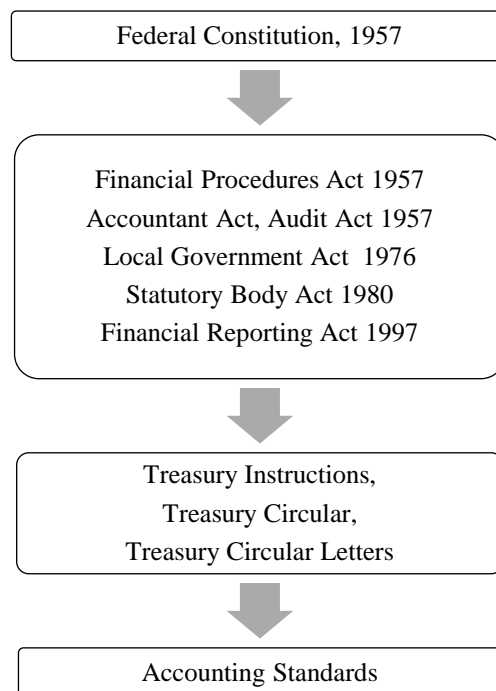 Federal Constitution, 1957
Financial Procedures Act 1957
Accountant Act, Audit Act 1957
Local Government Act 1976
Statutory Body Act 1980
Financial Reporting Act 1997
Treasury Instructions,
Treasury Circular,
Treasury Circular Letters
Accounting Standards